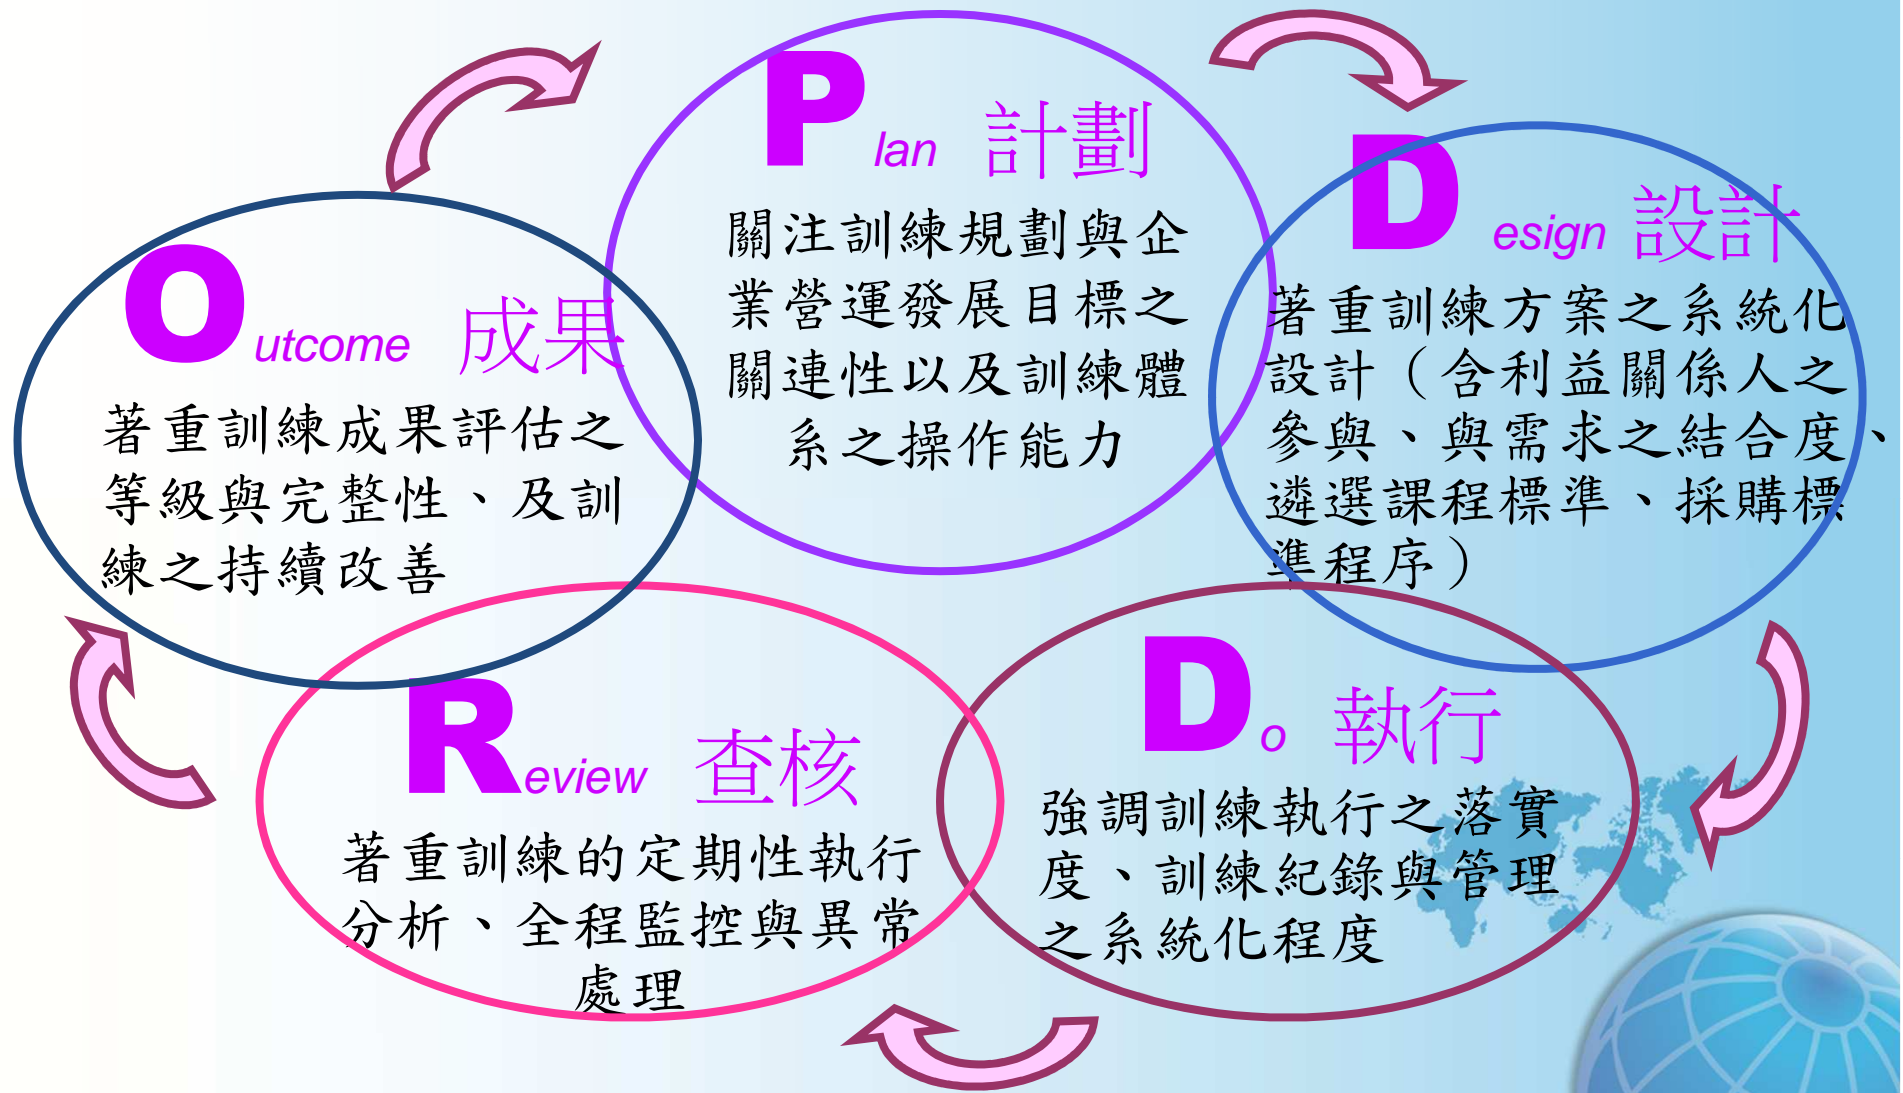 Plan 計劃
關注訓練規劃與企
業營運發展目標之
關連性以及訓練體
系之操作能力
Design 設計
著重訓練方案之系統化
設計（含利益關係人之
參與、與需求之結合度、
遴選課程標準、採購標
準程序）
Do 執行
強調訓練執行之落實
度、訓練紀錄與管理
之系統化程度
Review 查核
著重訓練的定期性執行
分析、全程監控與異常
處理
Outcome 成果
著重訓練成果評估之
等級與完整性、及訓
練之持續改善